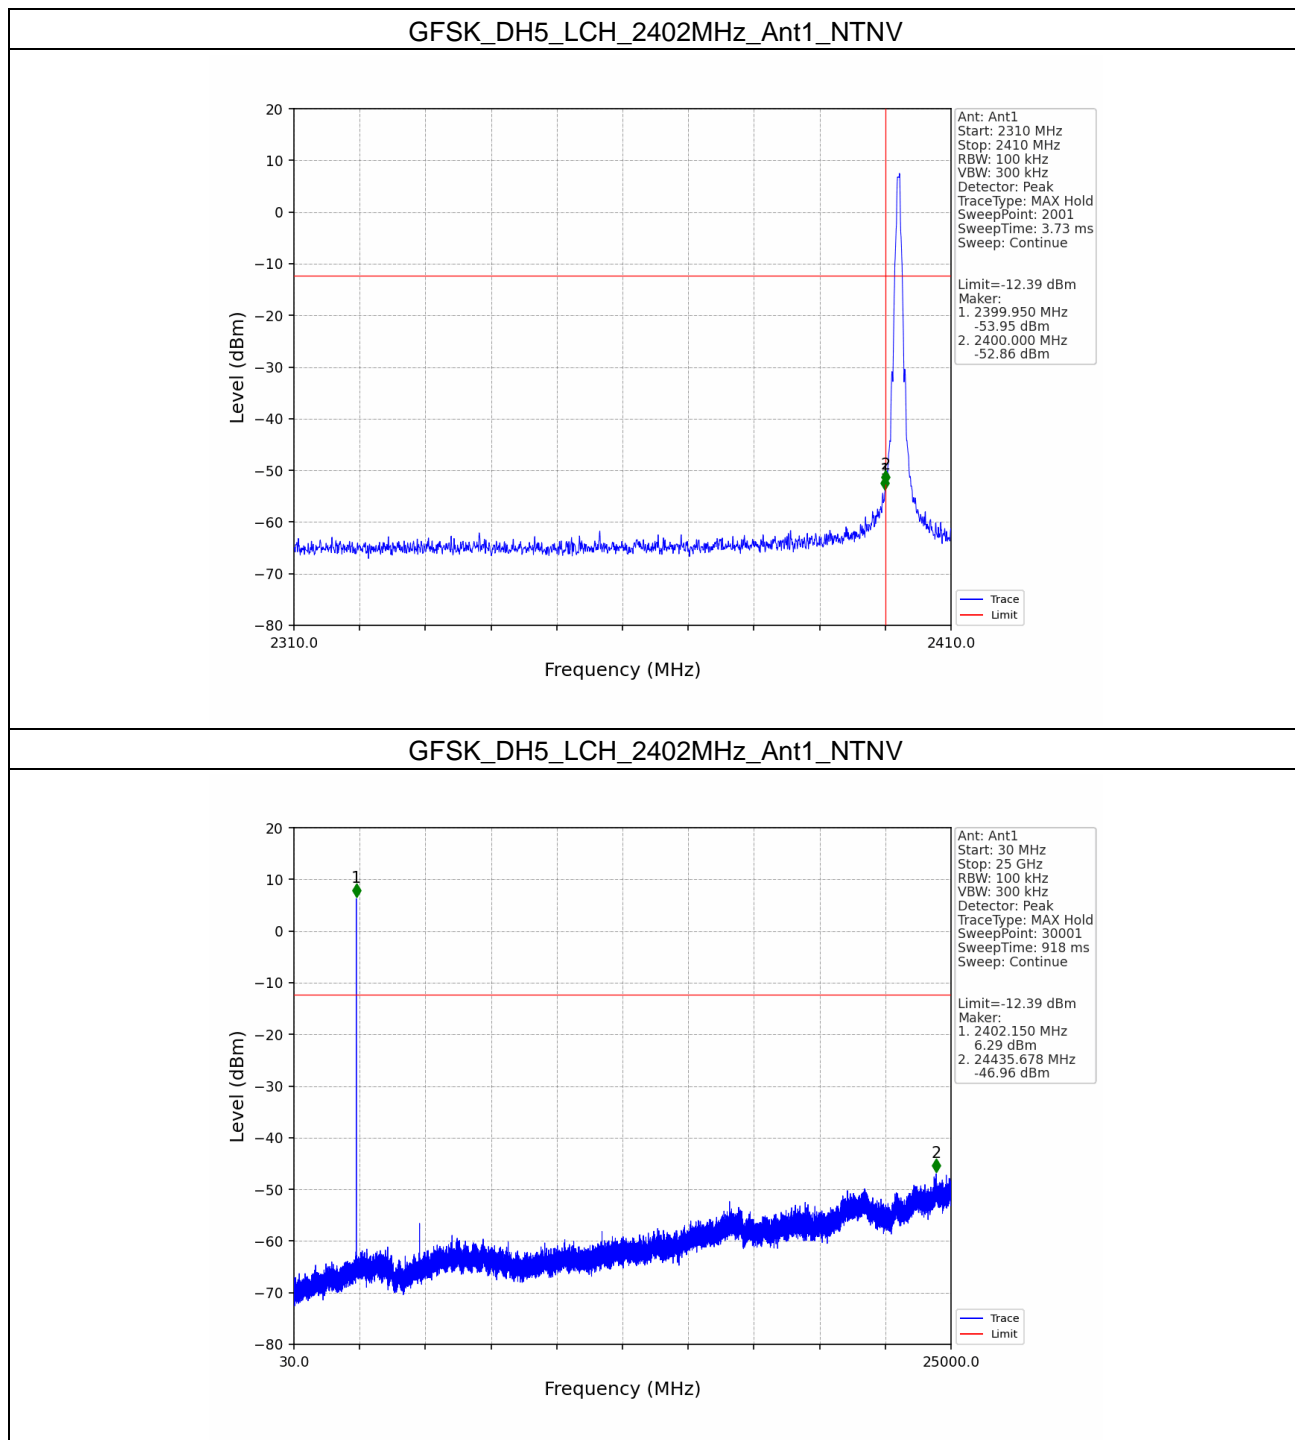 GFSK_DH5_LCH_2402MHz_Ant1_NTNV
20
10
0
−10
−20
−30
−40
−50
−60
−70
−80
Level (dBm)
2310.0
2410.0
Frequency (MHz)
1
2
Ant: Ant1
Start: 2310 MHz
Stop: 2410 MHz
RBW: 100 kHz
VBW: 300 kHz
Detector: Peak
TraceType: MAX Hold
SweepPoint: 2001
SweepTime: 3.73 ms
Sweep: Continue
Limit=-12.39 dBm
Maker:
1. 2399.950 MHz
-53.95 dBm
2. 2400.000 MHz
-52.86 dBm
Trace
Limit
GFSK_DH5_LCH_2402MHz_Ant1_NTNV
20
10
0
−10
−20
−30
−40
−50
−60
−70
−80
Level (dBm)
30.0
25000.0
Frequency (MHz)
1
2
Ant: Ant1
Start: 30 MHz
Stop: 25 GHz
RBW: 100 kHz
VBW: 300 kHz
Detector: Peak
TraceType: MAX Hold
SweepPoint: 30001
SweepTime: 918 ms
Sweep: Continue
Limit=-12.39 dBm
Maker:
1. 2402.150 MHz
6.29 dBm
2. 24435.678 MHz
-46.96 dBm
Trace
Limit